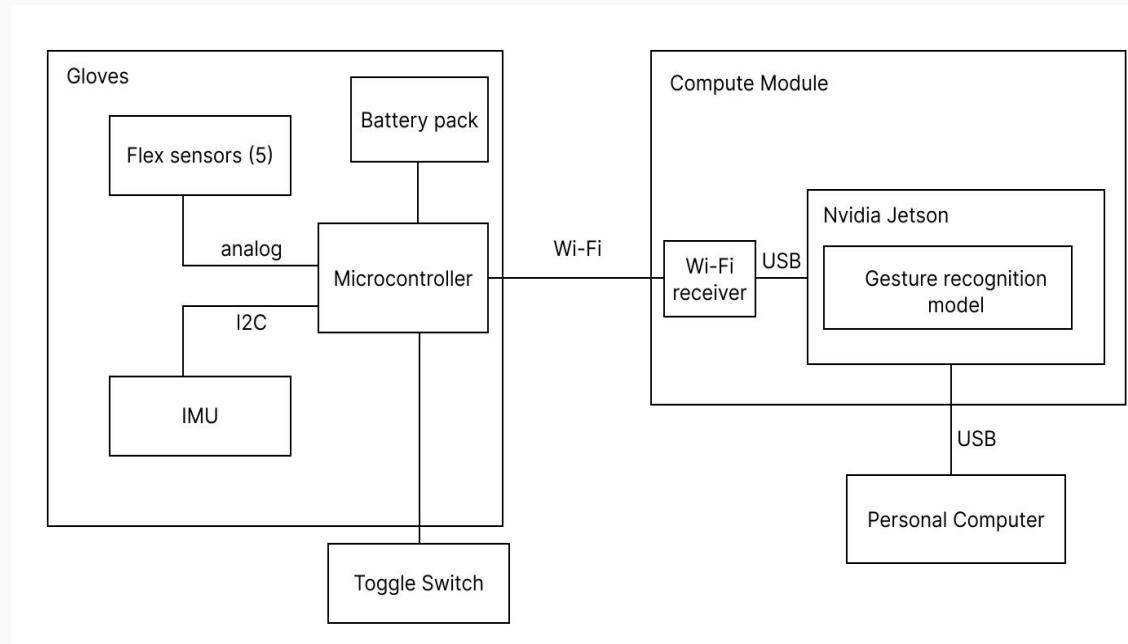 Gloves
Battery pack
Flex sensors (5)
analog
Microcontroller
I2C
IMU
Toggle Switch
Wi-Fi
Compute Module
Wi-Fi
receiver
USB
Nvidia Jetson
Gesture recognition
model
USB
Personal Computer